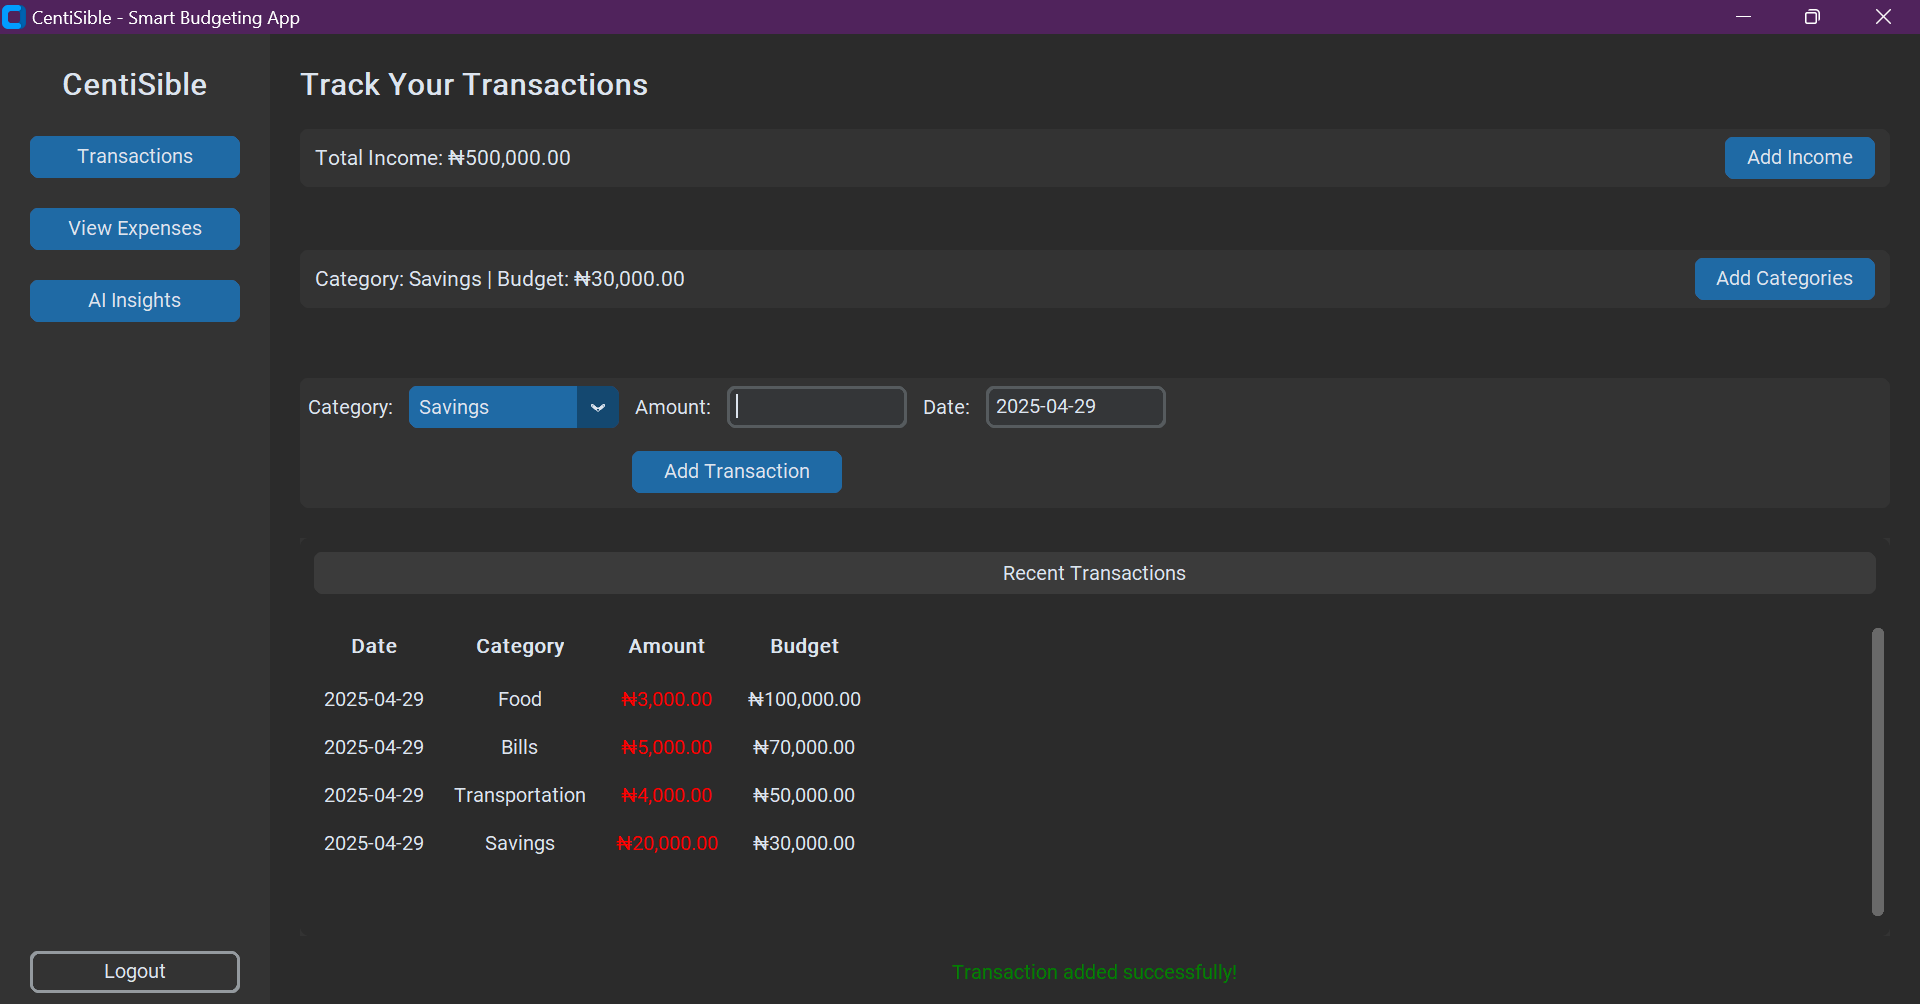 CentiSible - Smart Budgeting App
CentiSible
Transactions
View Expenses
AI Insights
Logout
Track Your Transactions
Total Income: ₦500,000.00
Add Income
Category: Savings | Budget: ₦30,000.00
Add Categories
Category: Savings Amount: Date: 2025-04-29
Add Transaction
Recent Transactions
Date Category Amount Budget
2025-04-29 Food ₦3,000.00 ₦100,000.00
2025-04-29 Bills ₦5,000.00 ₦70,000.00
2025-04-29 Transportation ₦4,000.00 ₦50,000.00
2025-04-29 Savings ₦20,000.00 ₦30,000.00
Transaction added successfully!